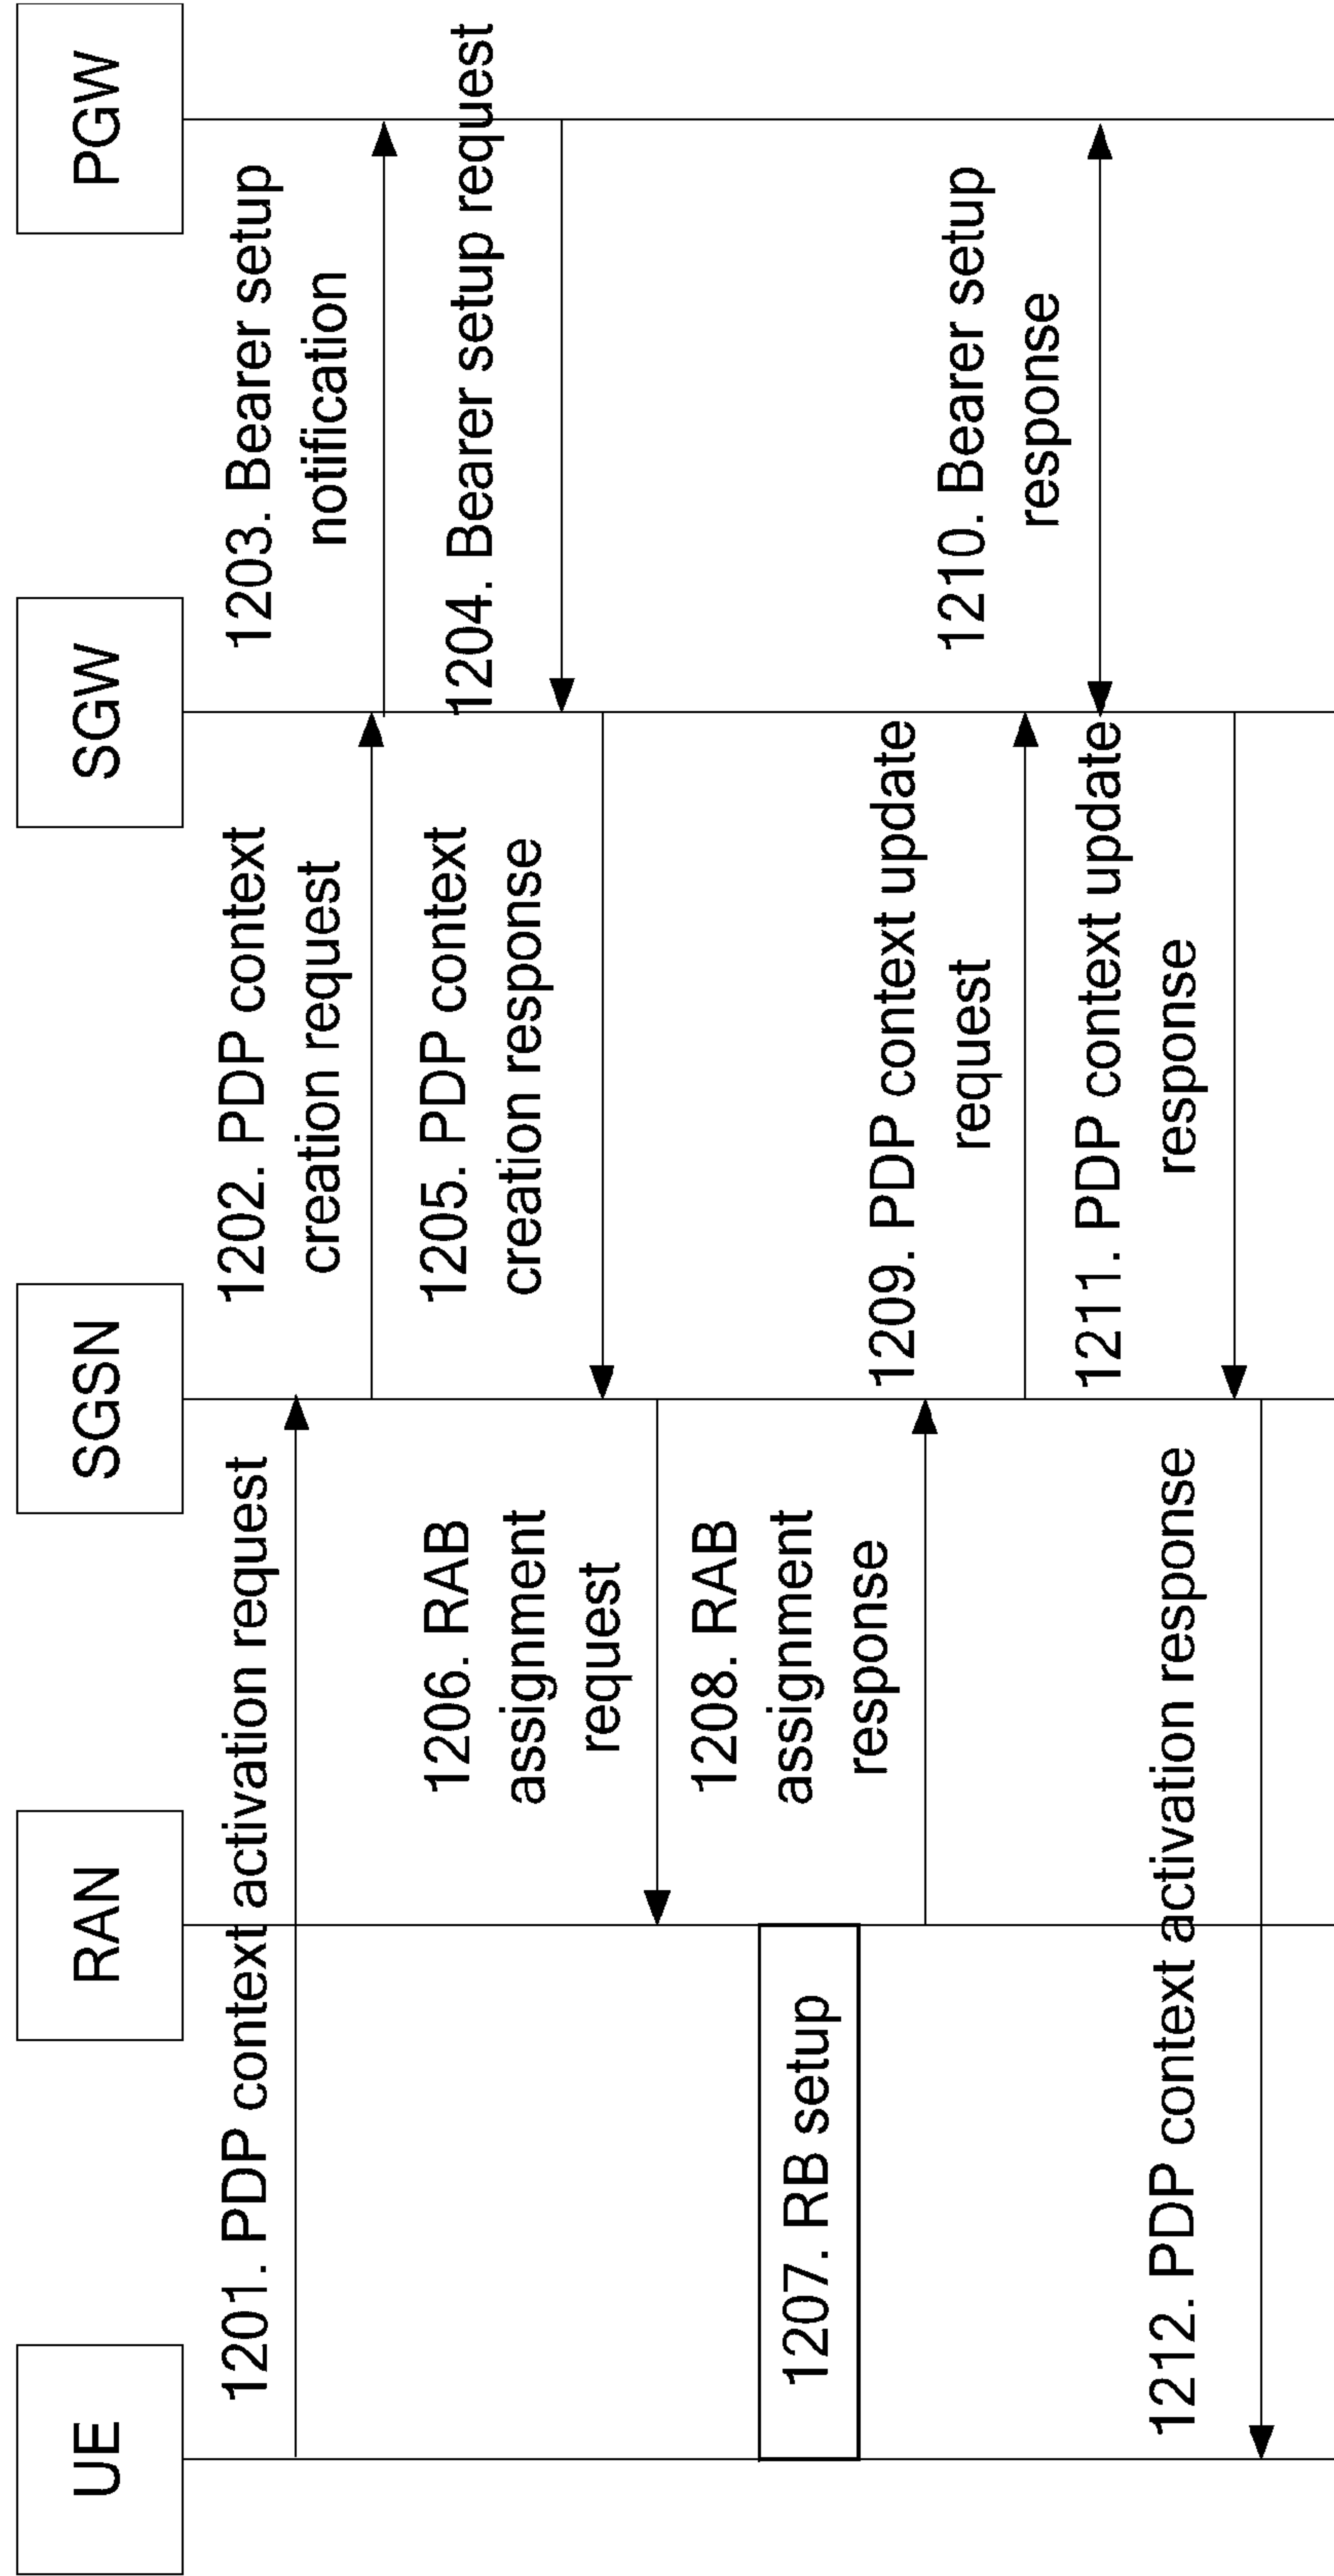 UE
RAN
SGSN
SGW
PGW
1201. PDP context activation request
1202. PDP context
creation request
1203. Bearer setup
notification
1204. Bearer setup request
1205. PDP context
creation response
1206. RAB
assignment
request
1207. RB setup
1208. RAB
assignment
response
1209. PDP context update
request
1210. Bearer setup
response
1211. PDP context update
response
1212. PDP context activation response